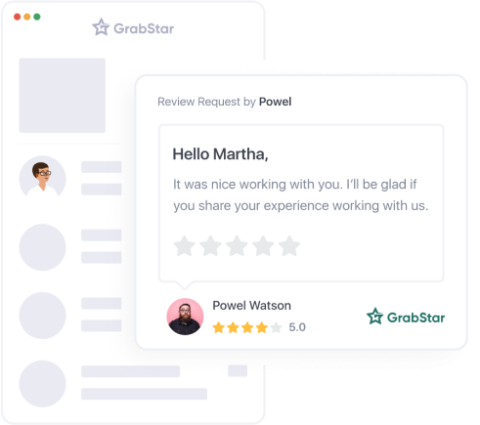 GrabStar
Review Request by Powel
Hello Martha,
It was nice working with you. I'll be glad if
you share your experience working with us.
Powel Watson
5.0
GrabStar